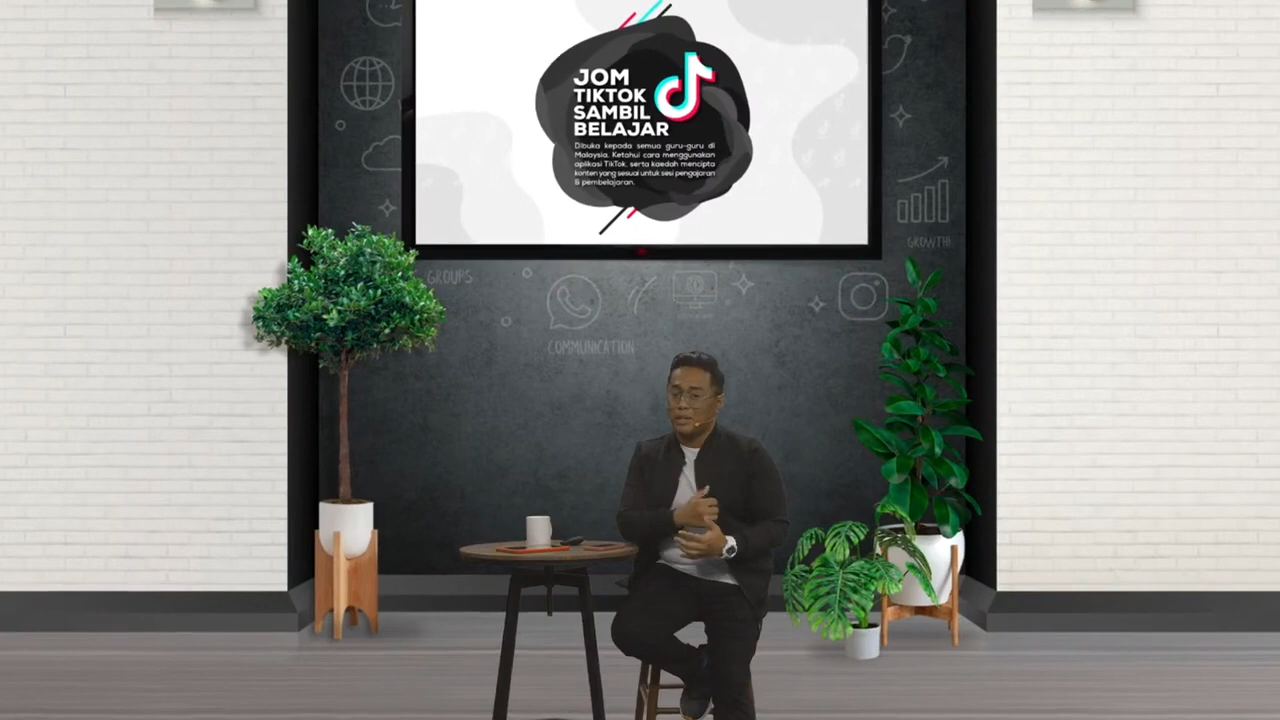 JOM
TIKTOK
SAMBIL
BELAJAR
Dibuka kepada semua guru-guru di
Malaysia. Ketahui cara menggunakan
aplikasi TikTok, serta kaedah mencipta
konten yang sesuai untuk sesi pengajaran
& pembelajaran.
GROWTH
GROUPS
COMMUNICATION